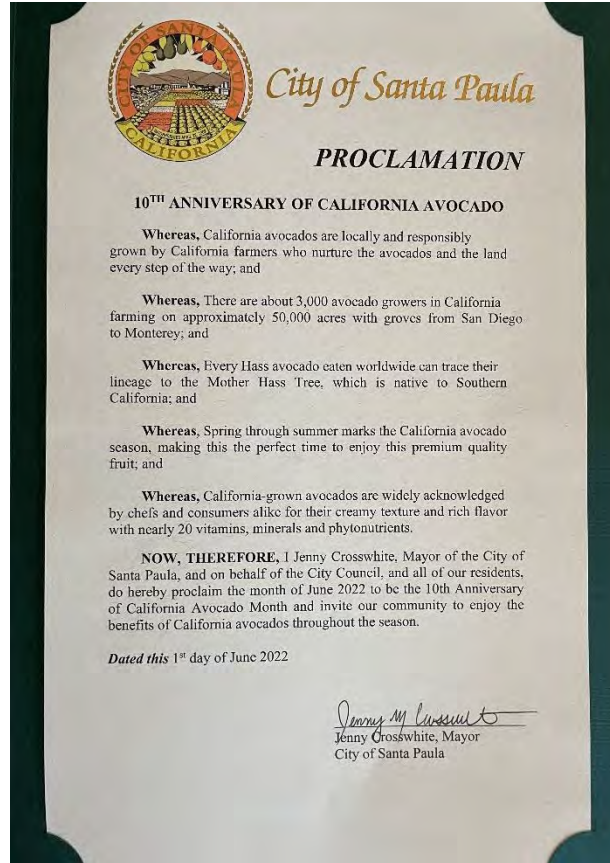 CITY OF SANTA PAULA
CALIFORNIA
City of Santa Paula
PROCLAMATION
10TH ANNIVERSARY OF CALIFORNIA AVOCADO
Whereas, California avocados are locally and responsibly
grown by California farmers who nurture the avocados and the land
every step of the way; and
Whereas, There are about 3,000 avocado growers in California
farming on approximately 50,000 acres with groves from San Diego
to Monterey; and
Whereas, Every Hass avocado eaten worldwide can trace their
lineage to the Mother Hass Tree, which is native to Southern
California; and
Whereas, Spring through summer marks the California avocado
season, making this the perfect time to enjoy this premium quality
fruit; and
Whereas, California-grown avocados are widely acknowledged
by chefs and consumers alike for their creamy texture and rich flavor
with nearly 20 vitamins, minerals and phytonutrients.
NOW, THEREFORE, I Jenny Crosswhite, Mayor of the City of
Santa Paula, and on behalf of the City Council, and all of our residents,
do hereby proclaim the month of June 2022 to be the 10th Anniversary
of California Avocado Month and invite our community to enjoy the
benefits of California avocados throughout the season.
Dated this 1st day of June 2022
Jenny M
Jenny Crosswhite, Mayor
City of Santa Paula